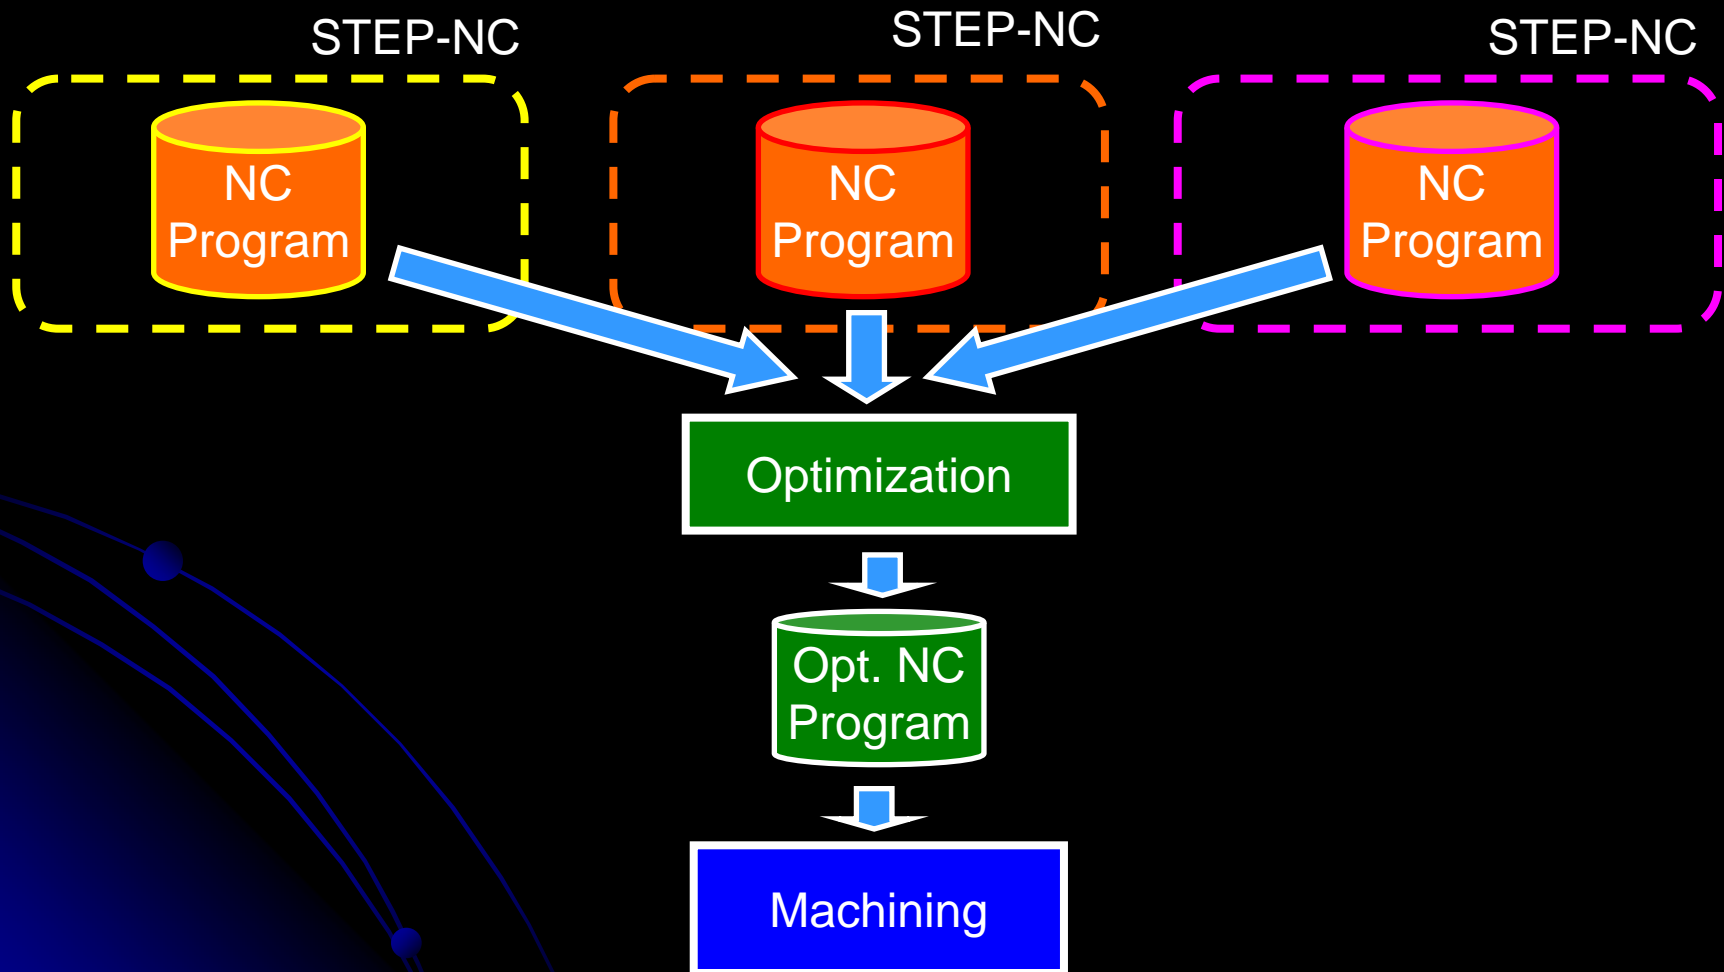 STEP-NC
STEP-NC
STEP-NC
NC
Program
NC
Program
NC
Program
Optimization
Opt. NC
Program
Machining